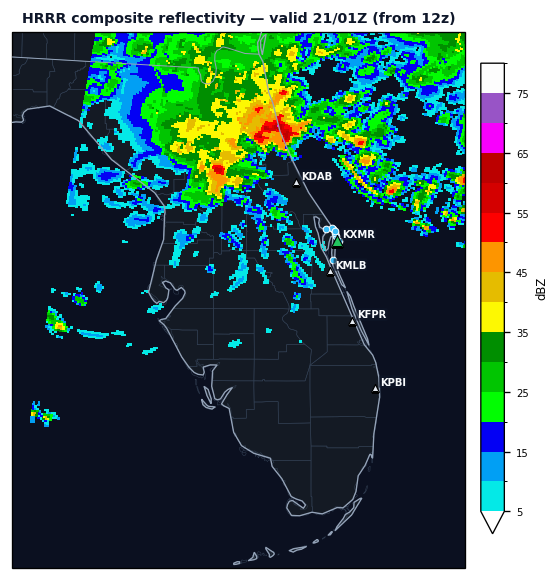 HRRR composite reflectivity — valid 21/01Z (from 12z)
KDAB
KXMR
KMLB
KFPR
KPBI
75
65
55
45
35
25
15
5
dBZ